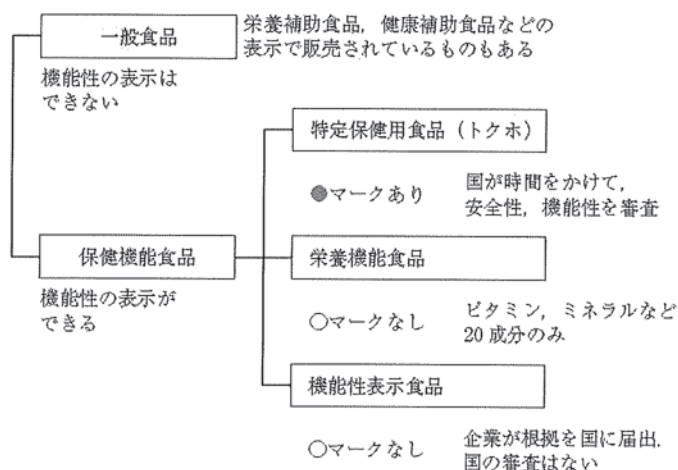 一般食品
栄養補助食品，健康補助食品などの
表示で販売されているものもある
機能性の表示は
できない
特定保健用食品（トクホ）
●マークあり
国が時間をかけて，
安全性，機能性を審査
保健機能食品
機能性の表示が
できる
栄養機能食品
○マークなし
ビタミン，ミネラルなど
20成分のみ
機能性表示食品
○マークなし
企業が根拠を国に届出．
国の審査はない